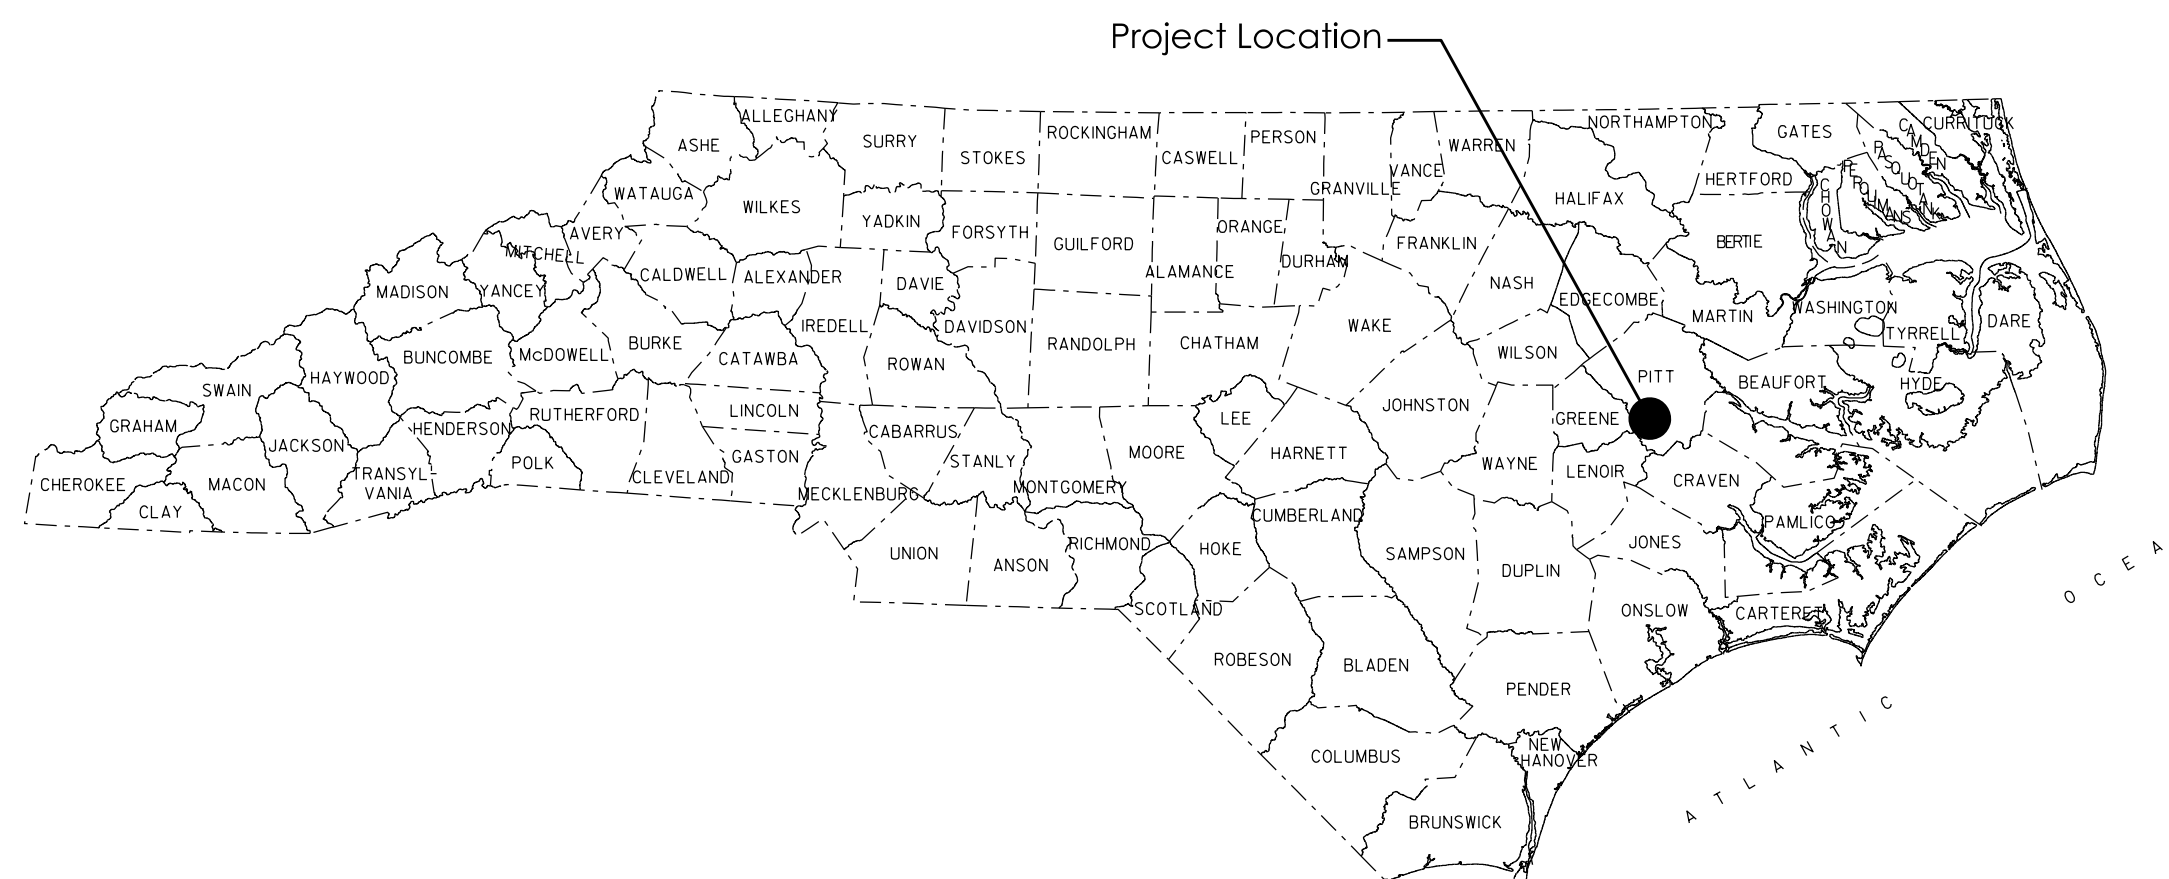 Project Location
ALLEGHANY
ASHE
SURRY
STOKES
ROCKINGHAM
CASWELL
PERSON
GRANVILLE
VANCE
WARREN
NORTHAMPTON
GATES
CAMDEN
CURRITUCK
PASQUOTANK
PERQUIMANS
CHOWAN
HERTFORD
HALIFAX
BERTIE
WATAUGA
WILKES
YADKIN
FORSYTH
GUILFORD
ALAMANCE
ORANGE
DURHAM
FRANKLIN
NASH
EDGECOMBE
MARTIN
WASHINGTON
TYRRELL
DARE
AVERY
MITCHELL
CALDWELL
ALEXANDER
DAVIE
MADISON
YANCEY
IREDELL
DAVIDSON
RANDOLPH
CHATHAM
WAKE
WILSON
PITT
BEAUFORT
HYDE
BUNCOMBE
McDOWELL
BURKE
CATAWBA
ROWAN
SWAIN
HAYWOOD
RUTHERFORD
LINCOLN
CABARRUS
LEE
JOHNSTON
GREENE
GRAHAM
JACKSON
HENDERSON
POLK
CLEVELAND
GASTON
STANLY
MOORE
HARNETT
WAYNE
LENOIR
CRAVEN
CHEROKEE
MACON
TRANSYL-
VANIA
CLAY
MECKLENBURG
MONTGOMERY
CUMBERLAND
PAMLICO
UNION
ANSON
RICHMOND
HOKE
SAMPSON
DUPLIN
JONES
SCOTLAND
ONSLOW
CARTERET
ROBESON
BLADEN
PENDER
COLUMBUS
NEW
HANOVER
BRUNSWICK
ATLANTIC
OCEA